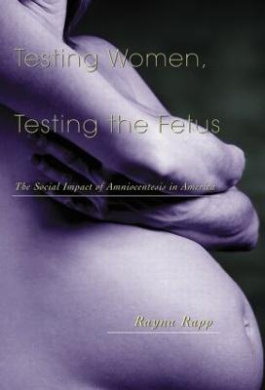 Testing Women,
Testing the Fetus
The Social Impact of Amniocentesis in America
Rayna Rapp